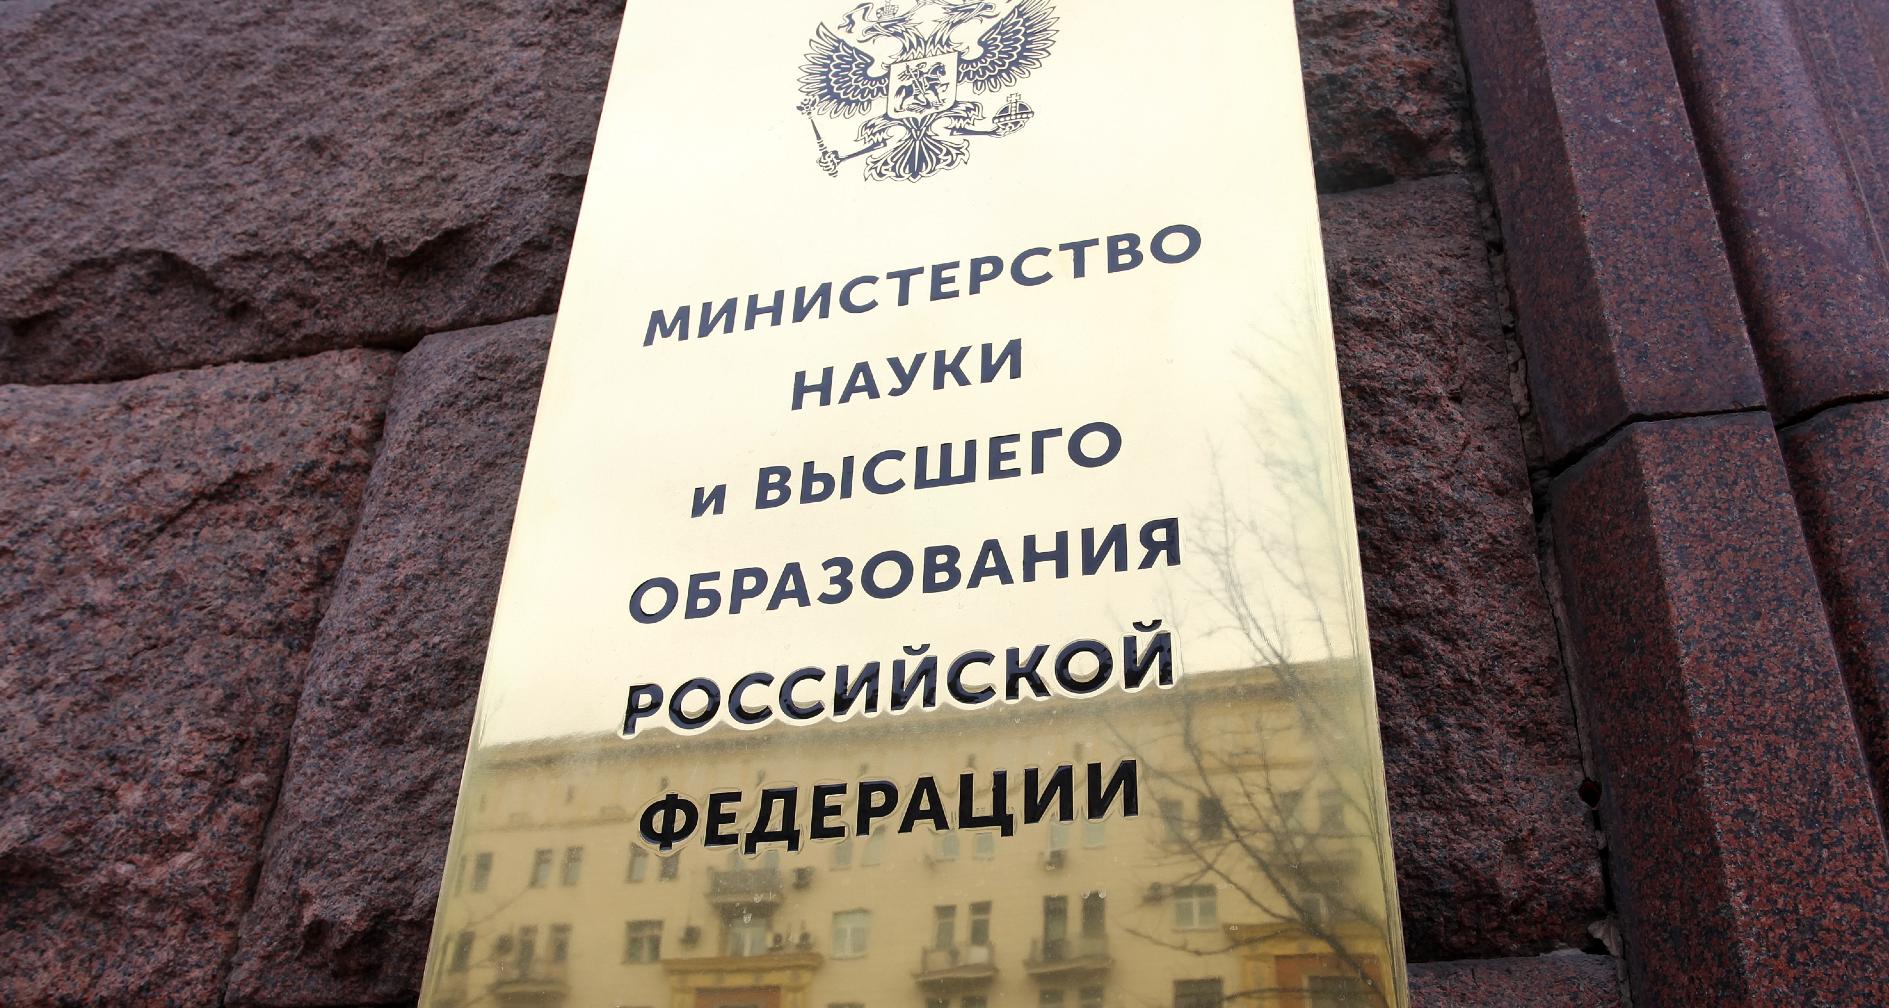 МИНИСТЕРСТВО
НАУКИ
и ВЫСШЕГО
ОБРАЗОВАНИЯ
РОССИЙСКОЙ
ФЕДЕРАЦИИ